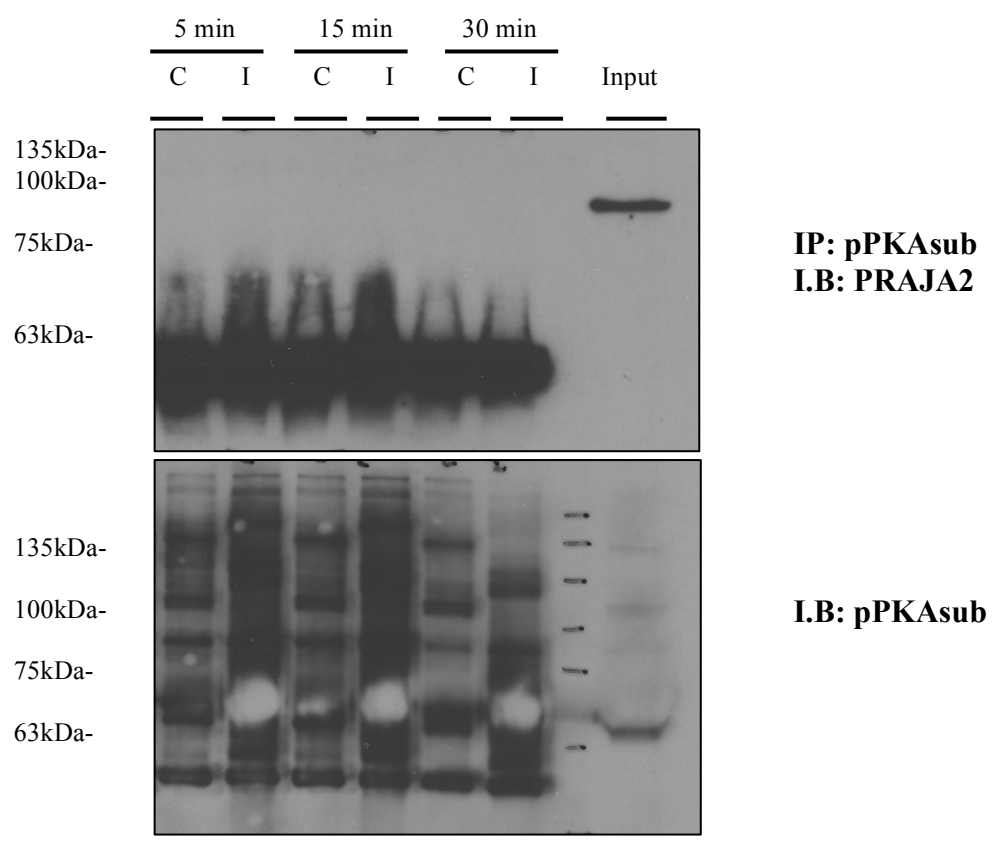 5 min 15 min 30 min
C I C I C I Input
135kDa-
100kDa-
75kDa-
63kDa-
IP: pPKAsub
I.B: PRAJA2
135kDa-
100kDa-
75kDa-
63kDa-
I.B: pPKAsub